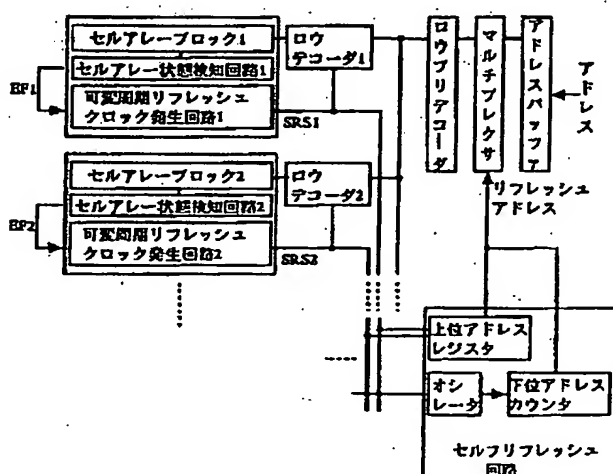 セルアレーブロック1
セルアレー状態検知回路1
可変周期リフレッシュ
クロック発生回路1
EF1
SRS1
ロウ
デコーダ1
セルアレーブロック2
セルアレー状態検知回路2
可変周期リフレッシュ
クロック発生回路2
EF2
SRS2
ロウ
デコーダ2
ロウプリデコーダ
マルチプレクサ
アドレスバッファ
アドレス
リフレッシュ
アドレス
上位アドレス
レジスタ
オシ
レータ
下位アドレス
カウンタ
セルフリフレッシュ
回路